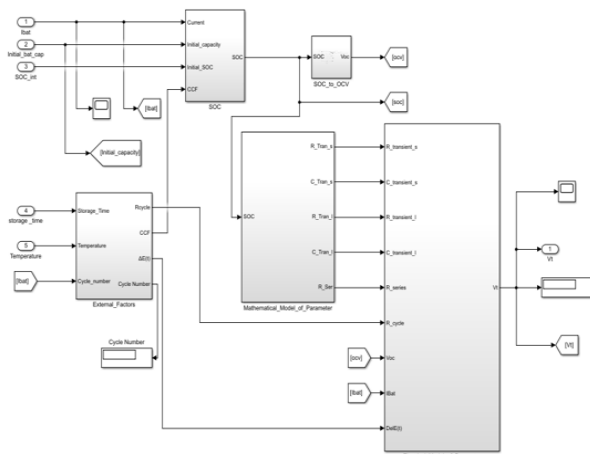 1
Ibat
2
Initial_bat_cap
3
SOC_int
Current
Initial_capacity
Initial_SOC
CCF
SOC
SOC
SOC
Voc
SOC_to_OCV
[ocv]
[soc]
[Ibat]
[Initial_capacity]
SOC
R_Tran_s
C_Tran_s
R_Tran_l
C_Tran_l
R_Ser
Mathematical_Model_of_Parameter
4
storage _time
5
Temperature
[Ibat]
Storage_Time
Temperature
Cycle_number
Rcycle
CCF
ΔE(t)
Cycle Number
External_Factors
Cycle Number
[ocv]
[Ibat]
R_transient_s
C_transient_s
R_transient_l
C_transient_l
R_series
R_cycle
Voc
IBat
DelE(t)
Vt
1
Vt
[Vt]